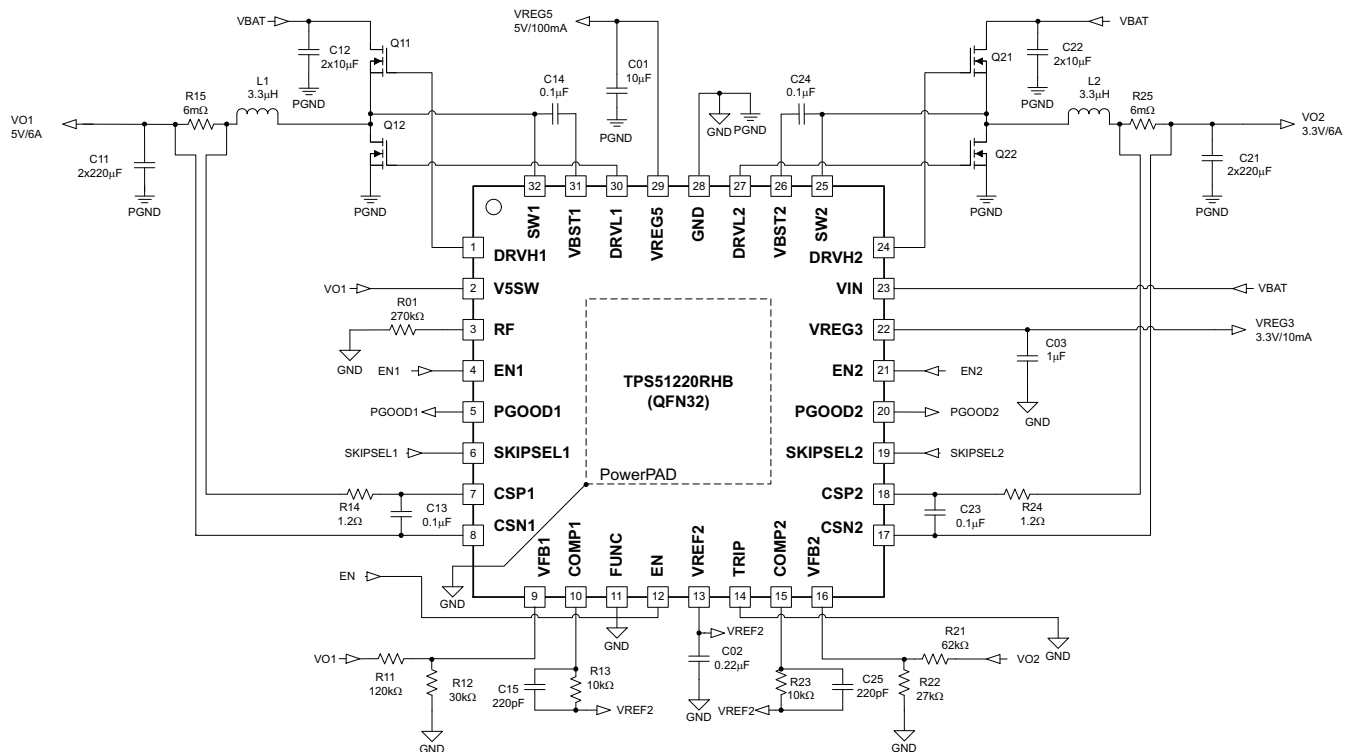 VBAT
C12
2x10μF
PGND
Q11
VREG5
5V/100mA
C01
10μF
PGND
VBAT
C22
2x10μF
PGND
Q21
L1
3.3μH
R15
6mΩ
VO1
5V/6A
C11
2x220μF
PGND
Q12
PGND
C14
0.1μF
GND
PGND
C24
0.1μF
L2
3.3μH
R25
6mΩ
VO2
3.3V/6A
C21
2x220μF
PGND
Q22
PGND
32
31
30
29
28
27
26
25
SW1
VBST1
DRVL1
VREG5
GND
DRVL2
VBST2
SW2
1
DRVH1
24
DRVH2
VO1
2
V5SW
23
VIN
VBAT
R01
270kΩ
GND
3
RF
22
VREG3
VREG3
3.3V/10mA
C03
1μF
GND
EN1
4
EN1
21
EN2
EN2
PGOOD1
5
PGOOD1
20
PGOOD2
PGOOD2
SKIPSEL1
6
SKIPSEL1
19
SKIPSEL2
SKIPSEL2
TPS51220RHB
(QFN32)
PowerPAD
7
CSP1
18
CSP2
R14
1.2Ω
C13
0.1μF
8
CSN1
17
CSN2
R24
1.2Ω
C23
0.1μF
VFB1
COMP1
FUNC
EN
VREF2
TRIP
COMP2
VFB2
9
10
11
12
13
14
15
16
EN
GND
GND
VREF2
C02
0.22μF
GND
GND
VO1
R11
120kΩ
R12
30kΩ
GND
C15
220pF
R13
10kΩ
VREF2
R23
10kΩ
C25
220pF
VREF2
R21
62kΩ
VO2
R22
27kΩ
GND